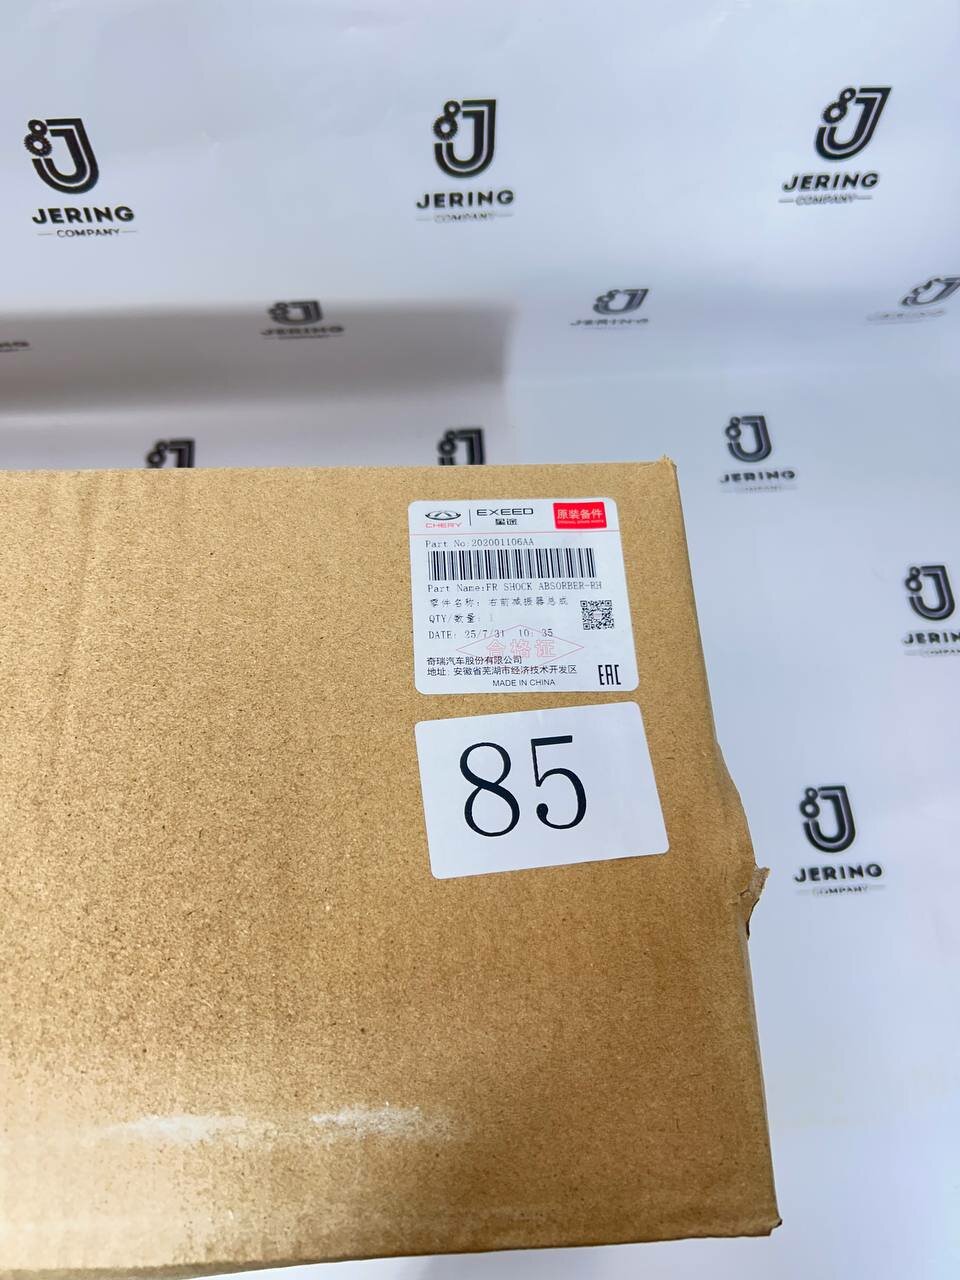 JERING
COMPANY
JERING
COMPANY
JERING
COMPANY
JERING
JERING
JERING
COMPANY
CHERY
EXEED
星途
原装备件
Part No:202001106AA
Part Name:FR SHOCK ABSORBER-RH
零件名称: 右前减振器总成
QTY/数量: 1
DATE: 25/7/31 10:35
合格证
奇瑞汽车股份有限公司
地址: 安徽省芜湖市经济技术开发区
MADE IN CHINA
EAC
85
JERING
COMPANY